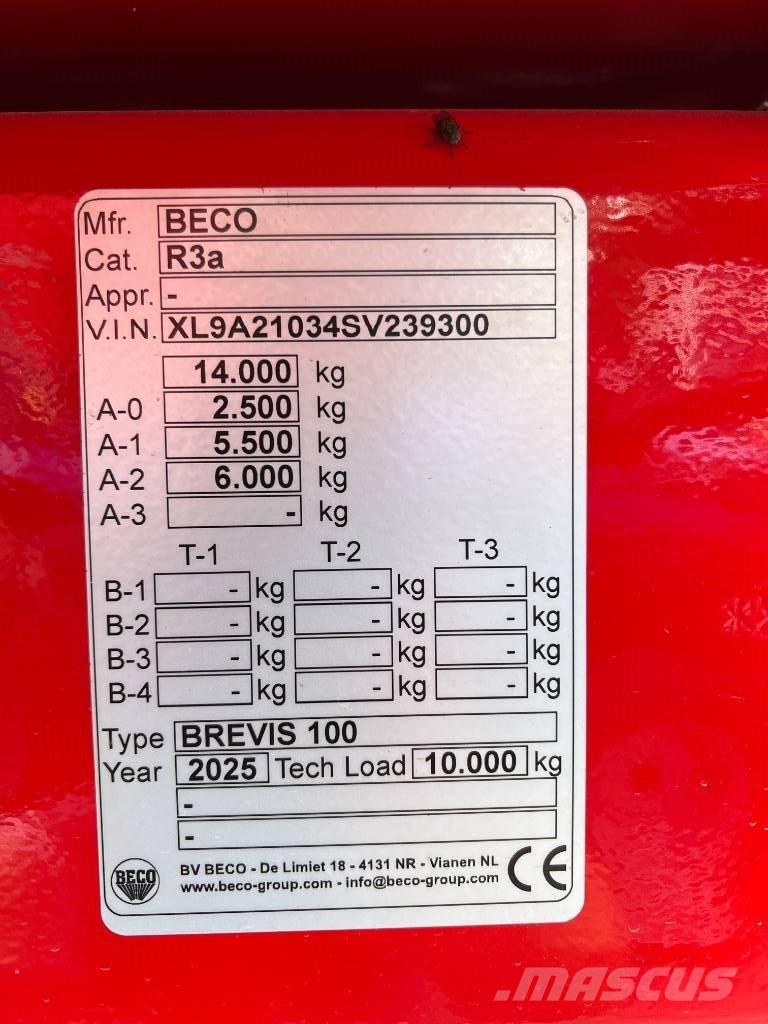 Mfr. BECO
Cat. R3a
Appr. -
V.I.N. XL9A21034SV239300
14.000 kg
A-0 2.500 kg
A-1 5.500 kg
A-2 6.000 kg
A-3 - kg
T-1 T-2 T-3
B-1 - kg - kg - kg
B-2 - kg - kg - kg
B-3 - kg - kg - kg
B-4 - kg - kg - kg
Type BREVIS 100
Year 2025 Tech Load 10.000 kg
-
-
BECO
BV BECO - De Limiet 18 - 4131 NR - Vianen NL
www.beco-group.com - info@beco-group.com
CE
MASCUS